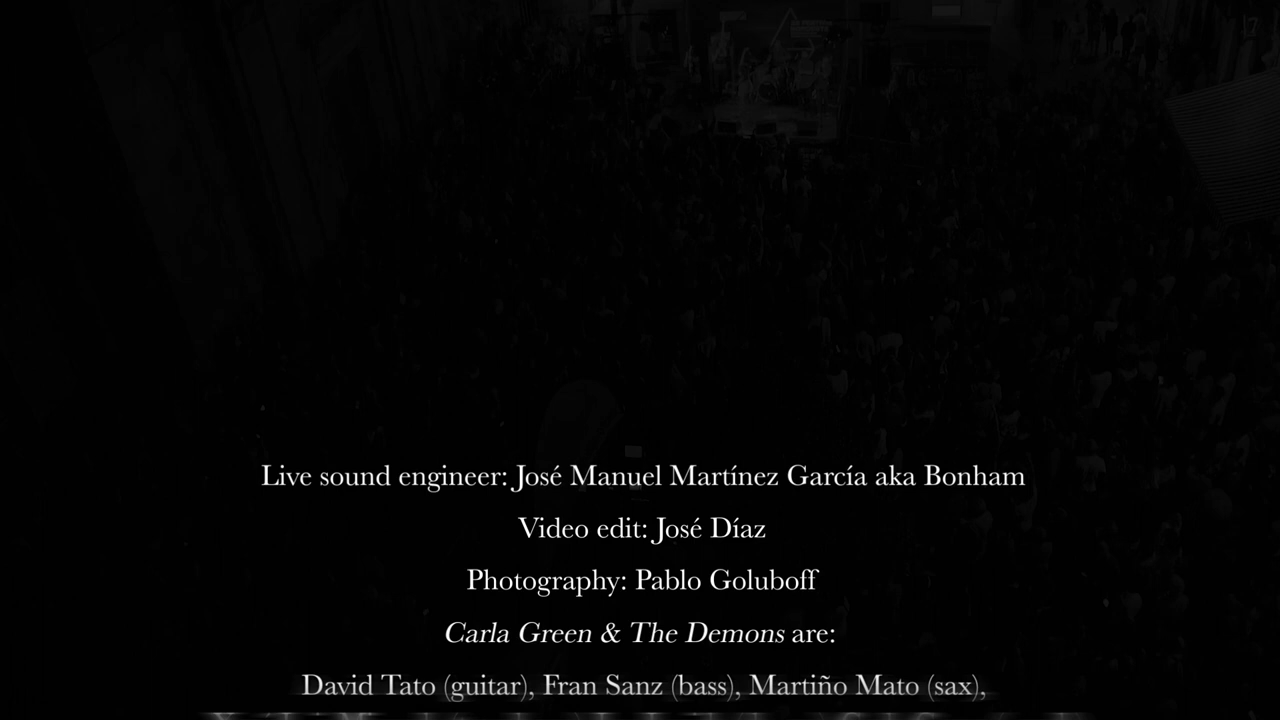 Live sound engineer: José Manuel Martínez García aka Bonham
Video edit: José Díaz
Photography: Pablo Goluboff
Carla Green & The Demons are:
David Tato (guitar), Fran Sanz (bass), Martiño Mato (sax),